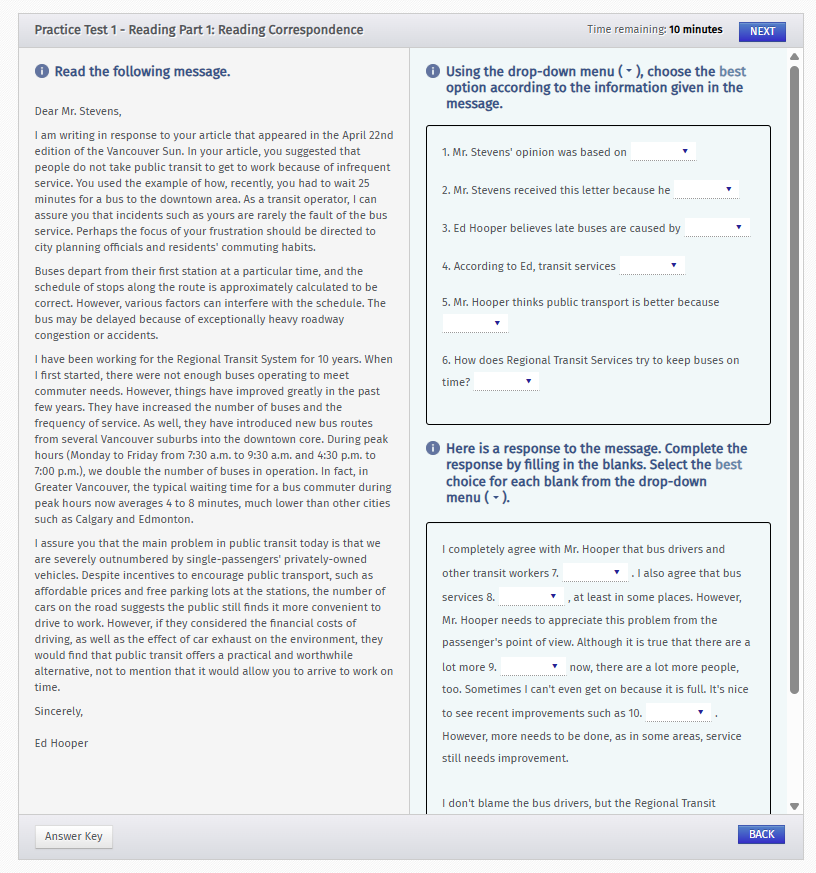 Practice Test 1 - Reading Part 1: Reading Correspondence
Time remaining: 10 minutes
NEXT
Read the following message.
Dear Mr. Stevens,
I am writing in response to your article that appeared in the April 22nd
edition of the Vancouver Sun. In your article, you suggested that
people do not take public transit to get to work because of infrequent
service. You used the example of how, recently, you had to wait 25
minutes for a bus to the downtown area. As a transit operator, I can
assure you that incidents such as yours are rarely the fault of the bus
service. Perhaps the focus of your frustration should be directed to
city planning officials and residents' commuting habits.
Buses depart from their first station at a particular time, and the
schedule of stops along the route is approximately calculated to be
correct. However, various factors can interfere with the schedule. The
bus may be delayed because of exceptionally heavy roadway
congestion or accidents.
I have been working for the Regional Transit System for 10 years. When
I first started, there were not enough buses operating to meet
commuter needs. However, things have improved greatly in the past
few years. They have increased the number of buses and the
frequency of service. As well, they have introduced new bus routes
from several Vancouver suburbs into the downtown core. During peak
hours (Monday to Friday from 7:30 a.m. to 9:30 a.m. and 4:30 p.m. to
7:00 p.m.), we double the number of buses in operation. In fact, in
Greater Vancouver, the typical waiting time for a bus commuter during
peak hours now averages 4 to 8 minutes, much lower than other cities
such as Calgary and Edmonton.
I assure you that the main problem in public transit today is that we
are severely outnumbered by single-passengers' privately-owned
vehicles. Despite incentives to encourage public transport, such as
affordable prices and free parking lots at the stations, the number of
cars on the road suggests the public still finds it more convenient to
drive to work. However, if they considered the financial costs of
driving, as well as the effect of car exhaust on the environment, they
would find that public transit offers a practical and worthwhile
alternative, not to mention that it would allow you to arrive to work on
time.
Sincerely,
Ed Hooper
Using the drop-down menu ( ), choose the best
option according to the information given in the
message.
1. Mr. Stevens' opinion was based on
2. Mr. Stevens received this letter because he
3. Ed Hooper believes late buses are caused by
4. According to Ed, transit services
5. Mr. Hooper thinks public transport is better because
6. How does Regional Transit Services try to keep buses on
time?
Here is a response to the message. Complete the
response by filling in the blanks. Select the best
choice for each blank from the drop-down
menu ( ).
I completely agree with Mr. Hooper that bus drivers and
other transit workers 7. . I also agree that bus
services 8. , at least in some places. However,
Mr. Hooper needs to appreciate this problem from the
passenger's point of view. Although it is true that there are a
lot more 9. now, there are a lot more people,
too. Sometimes I can't even get on because it is full. It's nice
to see recent improvements such as 10. .
However, more needs to be done, as in some areas, service
still needs improvement.
I don't blame the bus drivers, but the Regional Transit
Answer Key
BACK